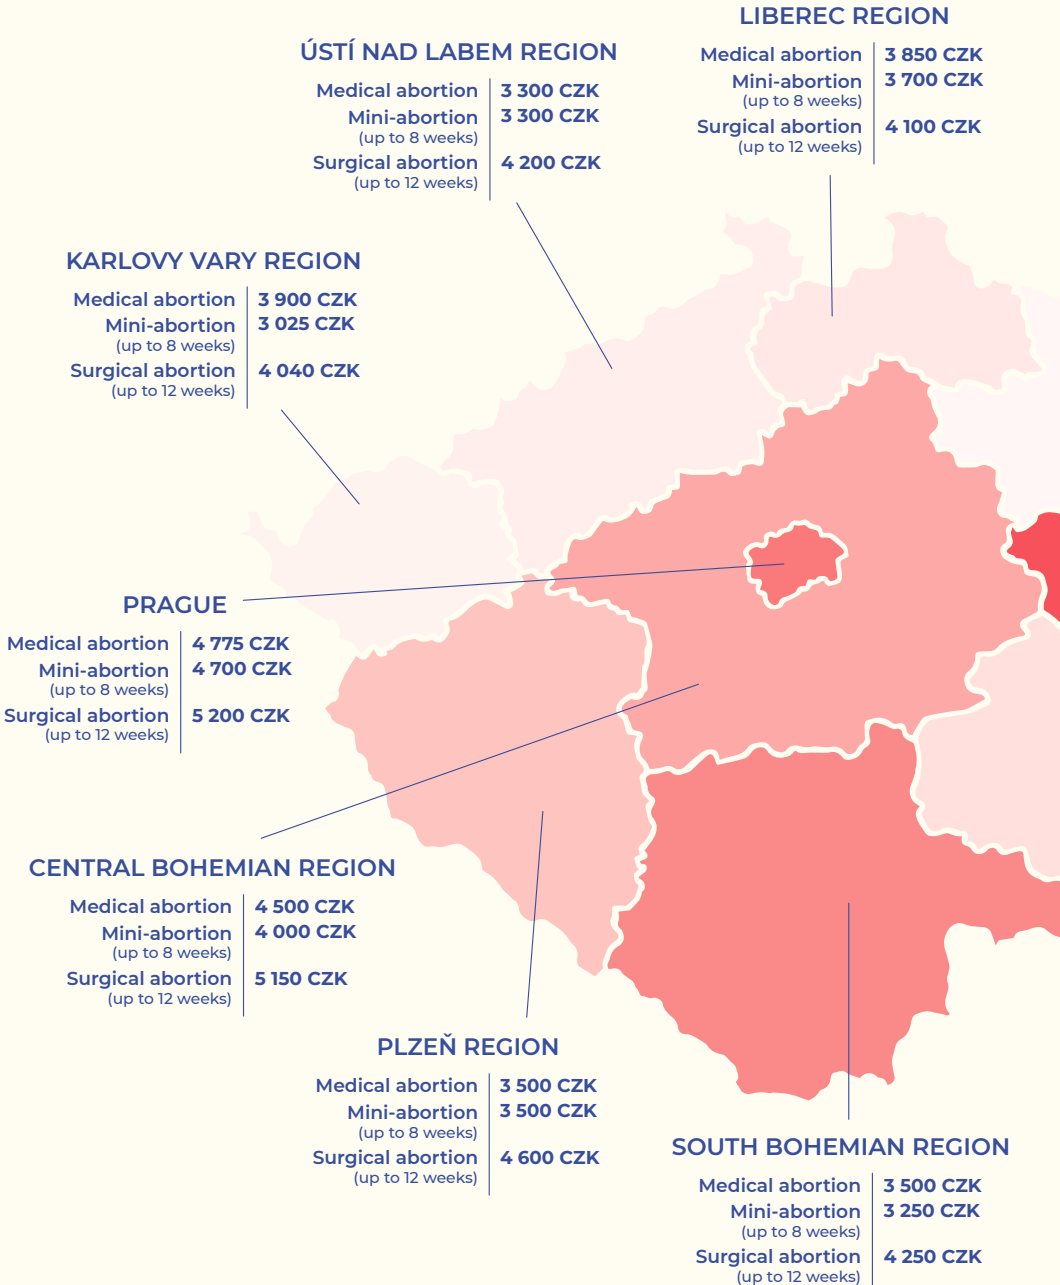 LIBEREC REGION
Medical abortion 3 850 CZK
Mini-abortion 3 700 CZK
(up to 8 weeks)
Surgical abortion 4 100 CZK
(up to 12 weeks)
ÚSTÍ NAD LABEM REGION
Medical abortion 3 300 CZK
Mini-abortion 3 300 CZK
(up to 8 weeks)
Surgical abortion 4 200 CZK
(up to 12 weeks)
KARLOVY VARY REGION
Medical abortion 3 900 CZK
Mini-abortion 3 025 CZK
(up to 8 weeks)
Surgical abortion 4 040 CZK
(up to 12 weeks)
PRAGUE
Medical abortion 4 775 CZK
Mini-abortion 4 700 CZK
(up to 8 weeks)
Surgical abortion 5 200 CZK
(up to 12 weeks)
CENTRAL BOHEMIAN REGION
Medical abortion 4 500 CZK
Mini-abortion 4 000 CZK
(up to 8 weeks)
Surgical abortion 5 150 CZK
(up to 12 weeks)
PLZEŇ REGION
Medical abortion 3 500 CZK
Mini-abortion 3 500 CZK
(up to 8 weeks)
Surgical abortion 4 600 CZK
(up to 12 weeks)
SOUTH BOHEMIAN REGION
Medical abortion 3 500 CZK
Mini-abortion 3 250 CZK
(up to 8 weeks)
Surgical abortion 4 250 CZK
(up to 12 weeks)